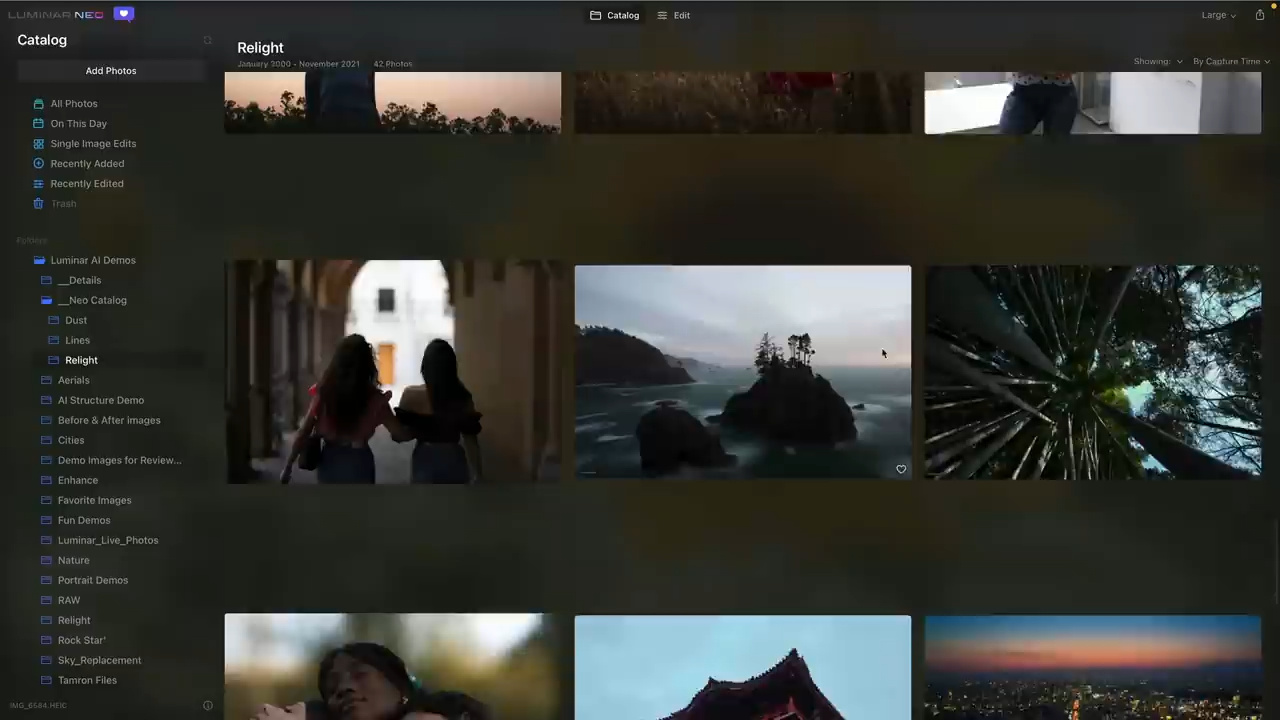 LUMINAR NEO
Catalog
Edit
Large
Catalog
Add Photos
All Photos
On This Day
Single Image Edits
Recently Added
Recently Edited
Trash
Folders
Luminar AI Demos
__Details
__Neo Catalog
Dust
Lines
Relight
Aerials
AI Structure Demo
Before & After images
Cities
Demo Images for Review...
Enhance
Favorite Images
Fun Demos
Luminar_Live_Photos
Nature
Portrait Demos
RAW
Relight
Rock Star'
Sky_Replacement
Tamron Files
IMG_6564.HEIC
Relight
January 3000 - November 2021 42 Photos
Showing:
By Capture Time